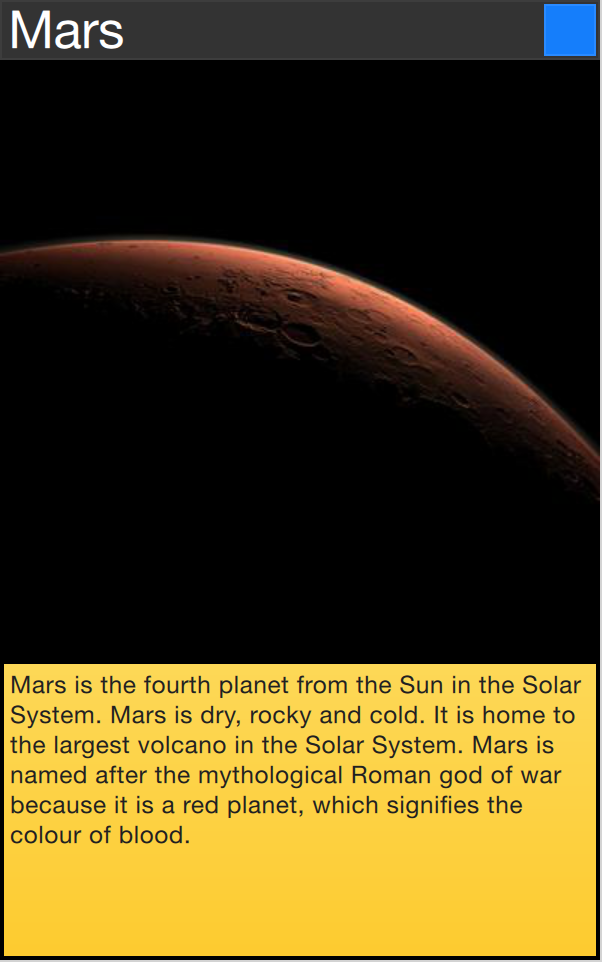 Mars
Mars is the fourth planet from the Sun in the Solar
System. Mars is dry, rocky and cold. It is home to
the largest volcano in the Solar System. Mars is
named after the mythological Roman god of war
because it is a red planet, which signifies the
colour of blood.